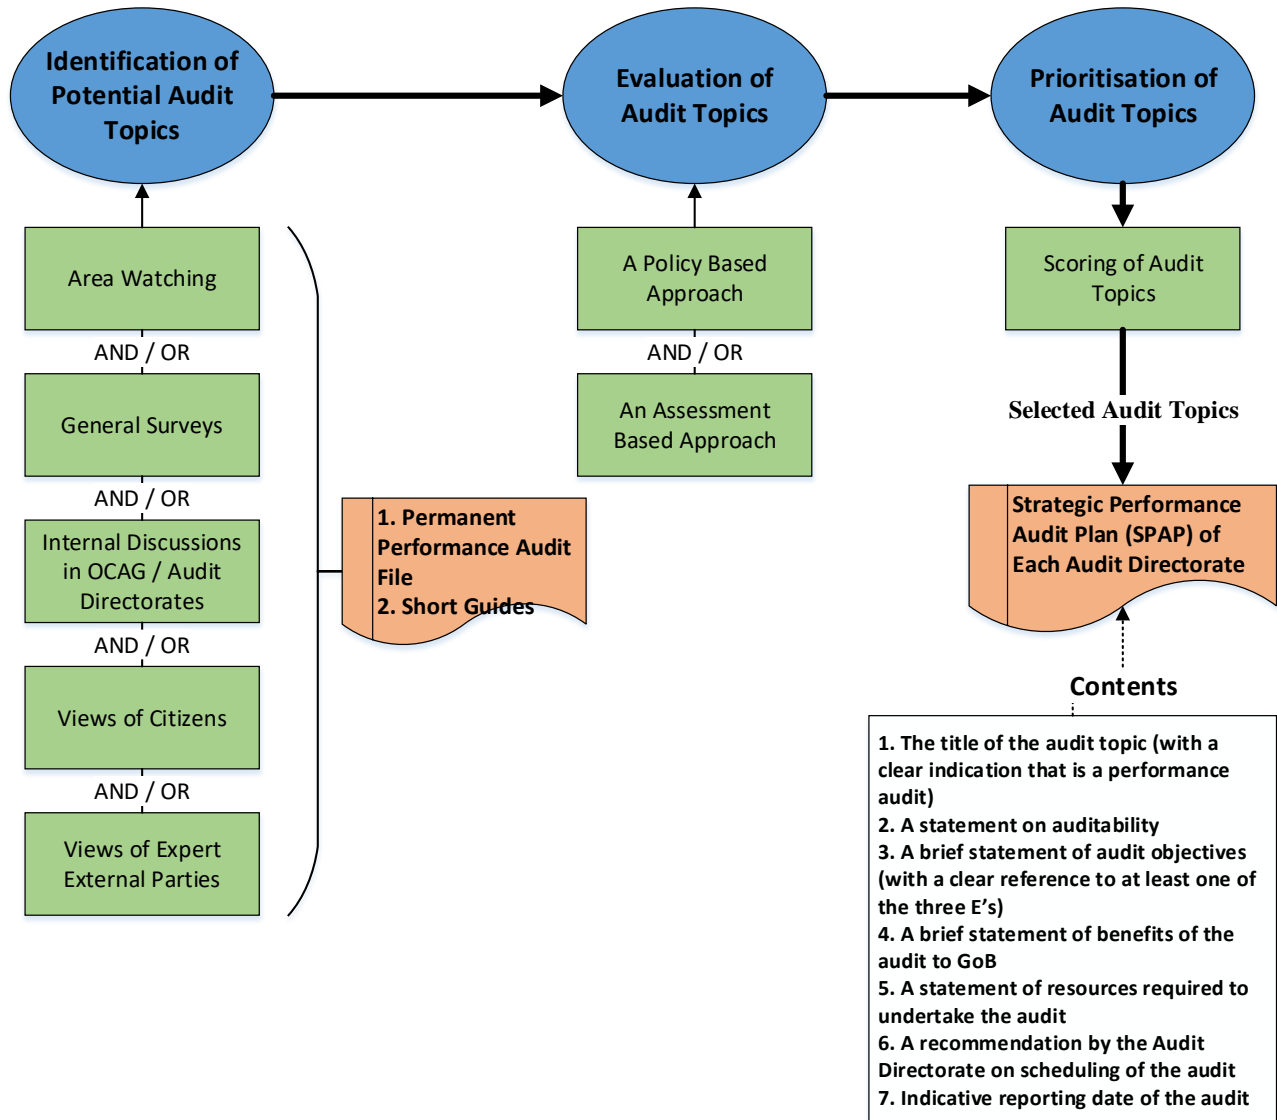 Identification of
Potential Audit
Topics
Evaluation of
Audit Topics
Prioritisation of
Audit Topics
Area Watching
AND / OR
General Surveys
AND / OR
Internal Discussions
in OCAG / Audit
Directorates
AND / OR
Views of Citizens
AND / OR
Views of Expert
External Parties
1. Permanent
Performance Audit
File
2. Short Guides
A Policy Based
Approach
AND / OR
An Assessment
Based Approach
Scoring of Audit
Topics
Selected Audit Topics
Strategic Performance
Audit Plan (SPAP) of
Each Audit Directorate
Contents
1. The title of the audit topic (with a
clear indication that is a performance
audit)
2. A statement on auditability
3. A brief statement of audit objectives
(with a clear reference to at least one of
the three E’s)
4. A brief statement of benefits of the
audit to GoB
5. A statement of resources required to
undertake the audit
6. A recommendation by the Audit
Directorate on scheduling of the audit
7. Indicative reporting date of the audit